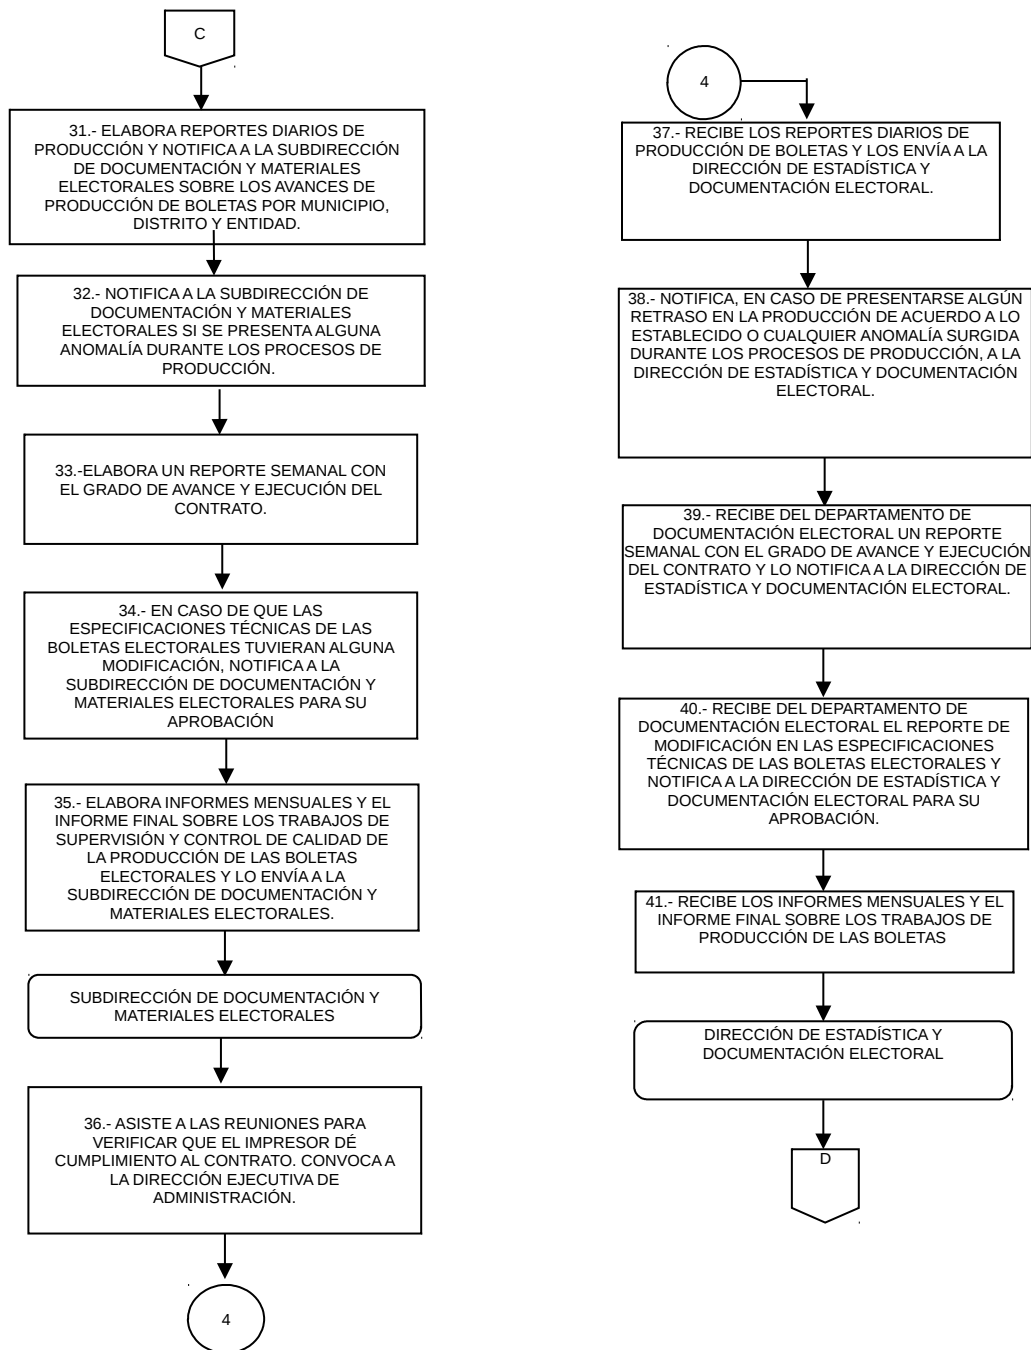 C
31.- ELABORA REPORTES DIARIOS DE
PRODUCCIÓN Y NOTIFICA A LA SUBDIRECCIÓN
DE DOCUMENTACIÓN Y MATERIALES
ELECTORALES SOBRE LOS AVANCES DE
PRODUCCIÓN DE BOLETAS POR MUNICIPIO,
DISTRITO Y ENTIDAD.
32.- NOTIFICA A LA SUBDIRECCIÓN DE
DOCUMENTACIÓN Y MATERIALES
ELECTORALES SI SE PRESENTA ALGUNA
ANOMALÍA DURANTE LOS PROCESOS DE
PRODUCCIÓN.
33.-ELABORA UN REPORTE SEMANAL CON
EL GRADO DE AVANCE Y EJECUCIÓN DEL
CONTRATO.
34.- EN CASO DE QUE LAS
ESPECIFICACIONES TÉCNICAS DE LAS
BOLETAS ELECTORALES TUVIERAN ALGUNA
MODIFICACIÓN, NOTIFICA A LA
SUBDIRECCIÓN DE DOCUMENTACIÓN Y
MATERIALES ELECTORALES PARA SU
APROBACIÓN
35.- ELABORA INFORMES MENSUALES Y EL
INFORME FINAL SOBRE LOS TRABAJOS DE
SUPERVISIÓN Y CONTROL DE CALIDAD DE
LA PRODUCCIÓN DE LAS BOLETAS
ELECTORALES Y LO ENVÍA A LA
SUBDIRECCIÓN DE DOCUMENTACIÓN Y
MATERIALES ELECTORALES.
SUBDIRECCIÓN DE DOCUMENTACIÓN Y
MATERIALES ELECTORALES
36.- ASISTE A LAS REUNIONES PARA
VERIFICAR QUE EL IMPRESOR DÉ
CUMPLIMIENTO AL CONTRATO. CONVOCA A
LA DIRECCIÓN EJECUTIVA DE
ADMINISTRACIÓN.
4
4
37.- RECIBE LOS REPORTES DIARIOS DE
PRODUCCIÓN DE BOLETAS Y LOS ENVÍA A LA
DIRECCIÓN DE ESTADÍSTICA Y
DOCUMENTACIÓN ELECTORAL.
38.- NOTIFICA, EN CASO DE PRESENTARSE ALGÚN
RETRASO EN LA PRODUCCIÓN DE ACUERDO A LO
ESTABLECIDO O CUALQUIER ANOMALÍA SURGIDA
DURANTE LOS PROCESOS DE PRODUCCIÓN, A LA
DIRECCIÓN DE ESTADÍSTICA Y DOCUMENTACIÓN
ELECTORAL.
39.- RECIBE DEL DEPARTAMENTO DE
DOCUMENTACIÓN ELECTORAL UN REPORTE
SEMANAL CON EL GRADO DE AVANCE Y EJECUCIÓN
DEL CONTRATO Y LO NOTIFICA A LA DIRECCIÓN DE
ESTADÍSTICA Y DOCUMENTACIÓN ELECTORAL.
40.- RECIBE DEL DEPARTAMENTO DE
DOCUMENTACIÓN ELECTORAL EL REPORTE DE
MODIFICACIÓN EN LAS ESPECIFICACIONES
TÉCNICAS DE LAS BOLETAS ELECTORALES Y
NOTIFICA A LA DIRECCIÓN DE ESTADÍSTICA Y
DOCUMENTACIÓN ELECTORAL PARA SU
APROBACIÓN.
41.- RECIBE LOS INFORMES MENSUALES Y EL
INFORME FINAL SOBRE LOS TRABAJOS DE
PRODUCCIÓN DE LAS BOLETAS
DIRECCIÓN DE ESTADÍSTICA Y
DOCUMENTACIÓN ELECTORAL
D